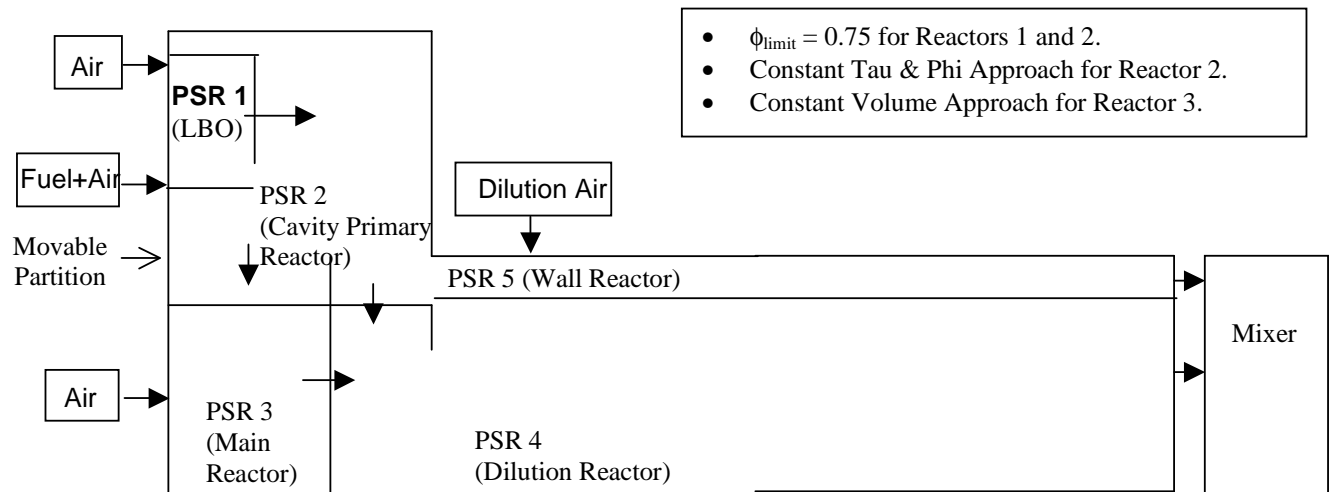 • ϕlimit = 0.75 for Reactors 1 and 2.
• Constant Tau & Phi Approach for Reactor 2.
• Constant Volume Approach for Reactor 3.
Air
PSR 1
(LBO)
Fuel+Air
PSR 2
(Cavity Primary
Reactor)
Dilution Air
Movable
Partition
PSR 5 (Wall Reactor)
Mixer
Air
PSR 3
(Main
Reactor)
PSR 4
(Dilution Reactor)